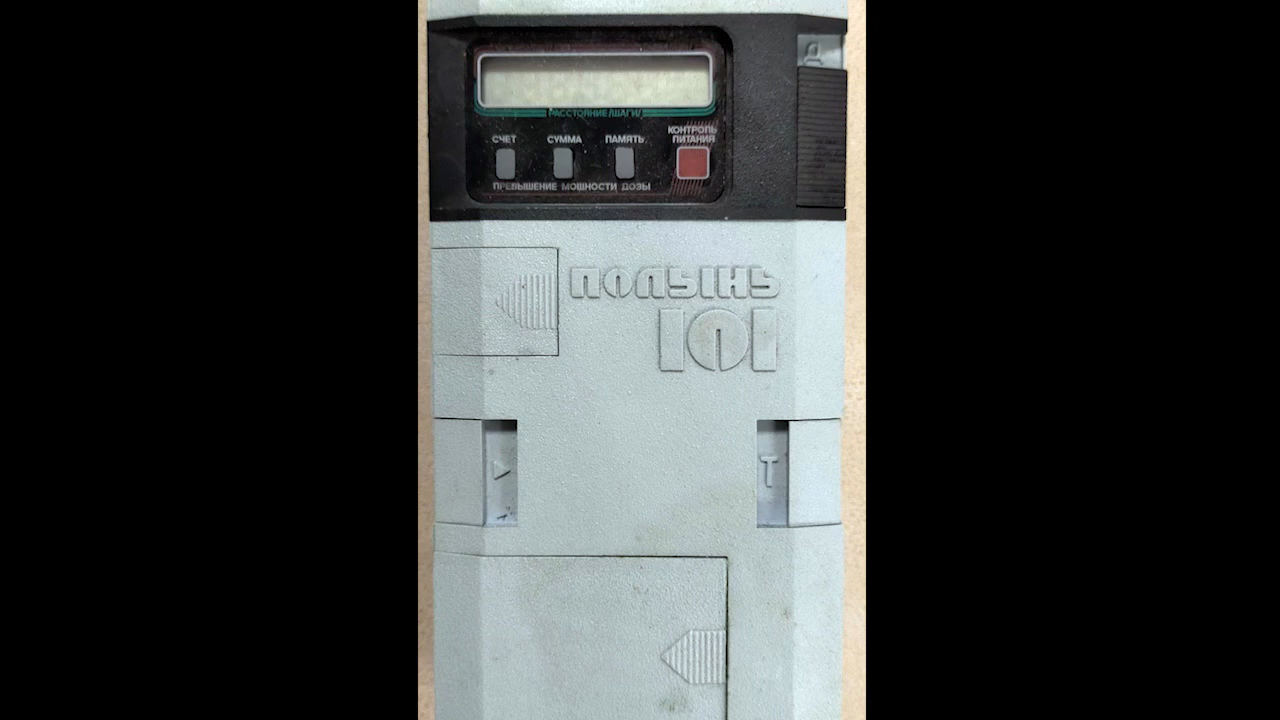 Д
РАССТОЯНИЕ /ШАГИ/
СЧЕТ СУММА ПАМЯТЬ КОНТРОЛЬ
ПИТАНИЯ
ПРЕВЫШЕНИЕ МОЩНОСТИ ДОЗЫ
ПОЛЫНЬ
101
Т